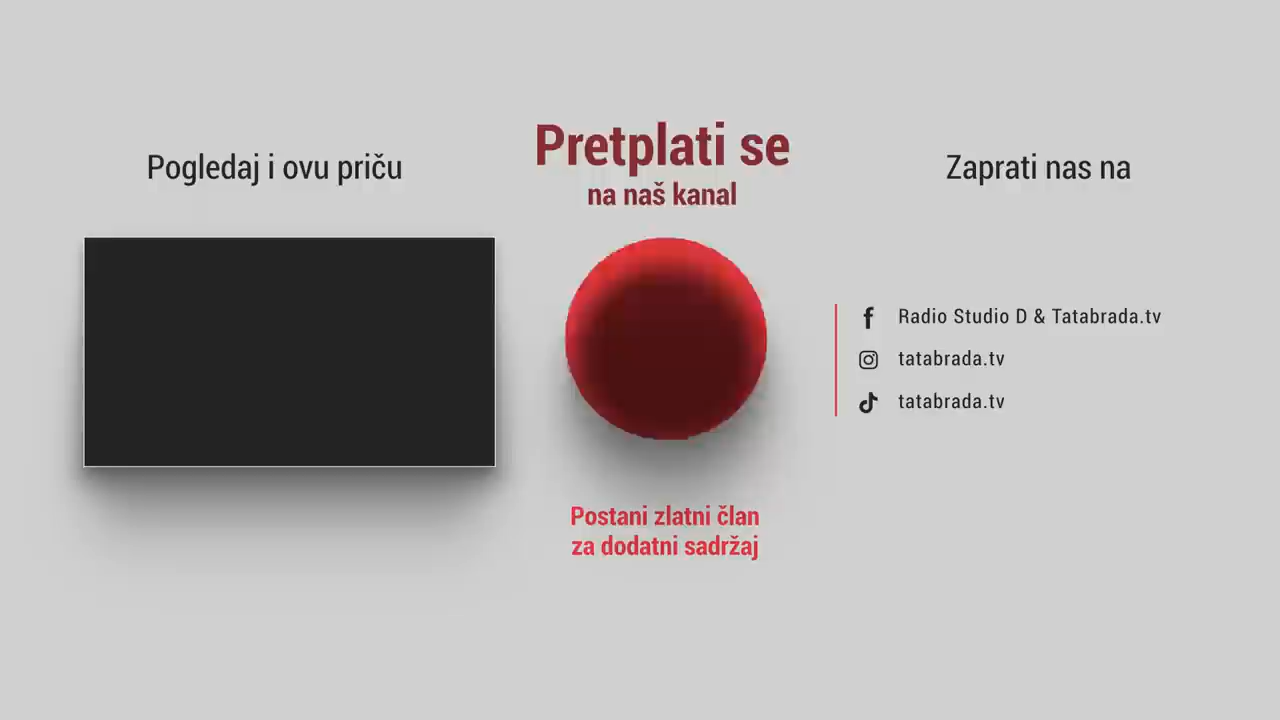 Pogledaj i ovu priču
Pretplati se
na naš kanal
Postani zlatni član
za dodatni sadržaj
Zaprati nas na
Radio Studio D & Tatabrada.tv
tatabrada.tv
tatabrada.tv